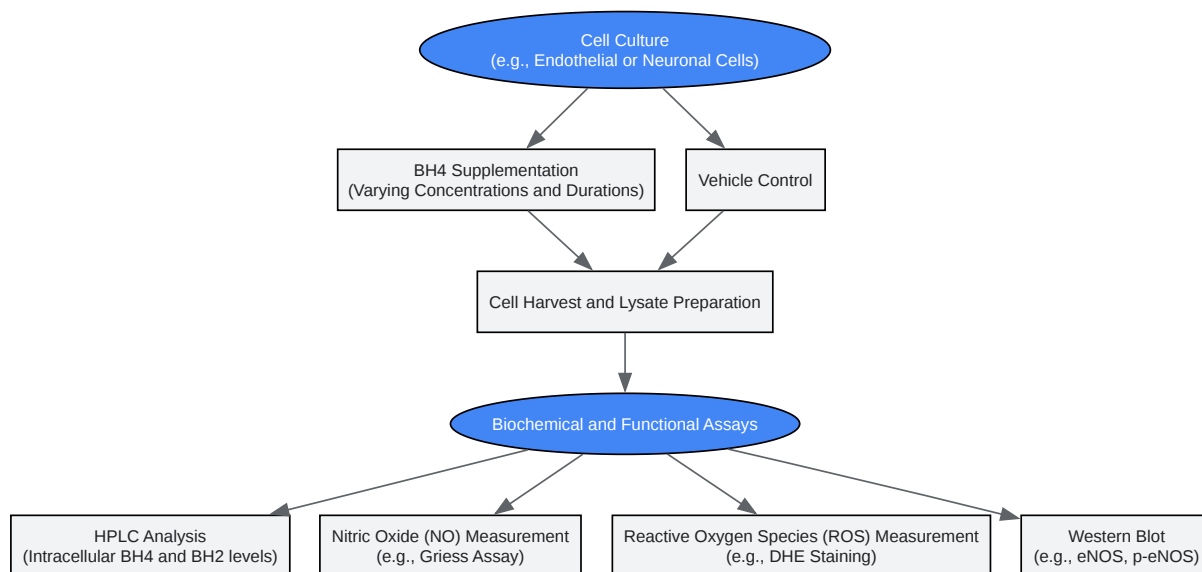 Cell Culture
(e.g., Endothelial or Neuronal Cells)
BH4 Supplementation
(Varying Concentrations and Durations)
Vehicle Control
Cell Harvest and Lysate Preparation
Biochemical and Functional Assays
HPLC Analysis
(Intracellular BH4 and BH2 levels)
Nitric Oxide (NO) Measurement
(e.g., Griess Assay)
Reactive Oxygen Species (ROS) Measurement
(e.g., DHE Staining)
Western Blot
(e.g., eNOS, p-eNOS)